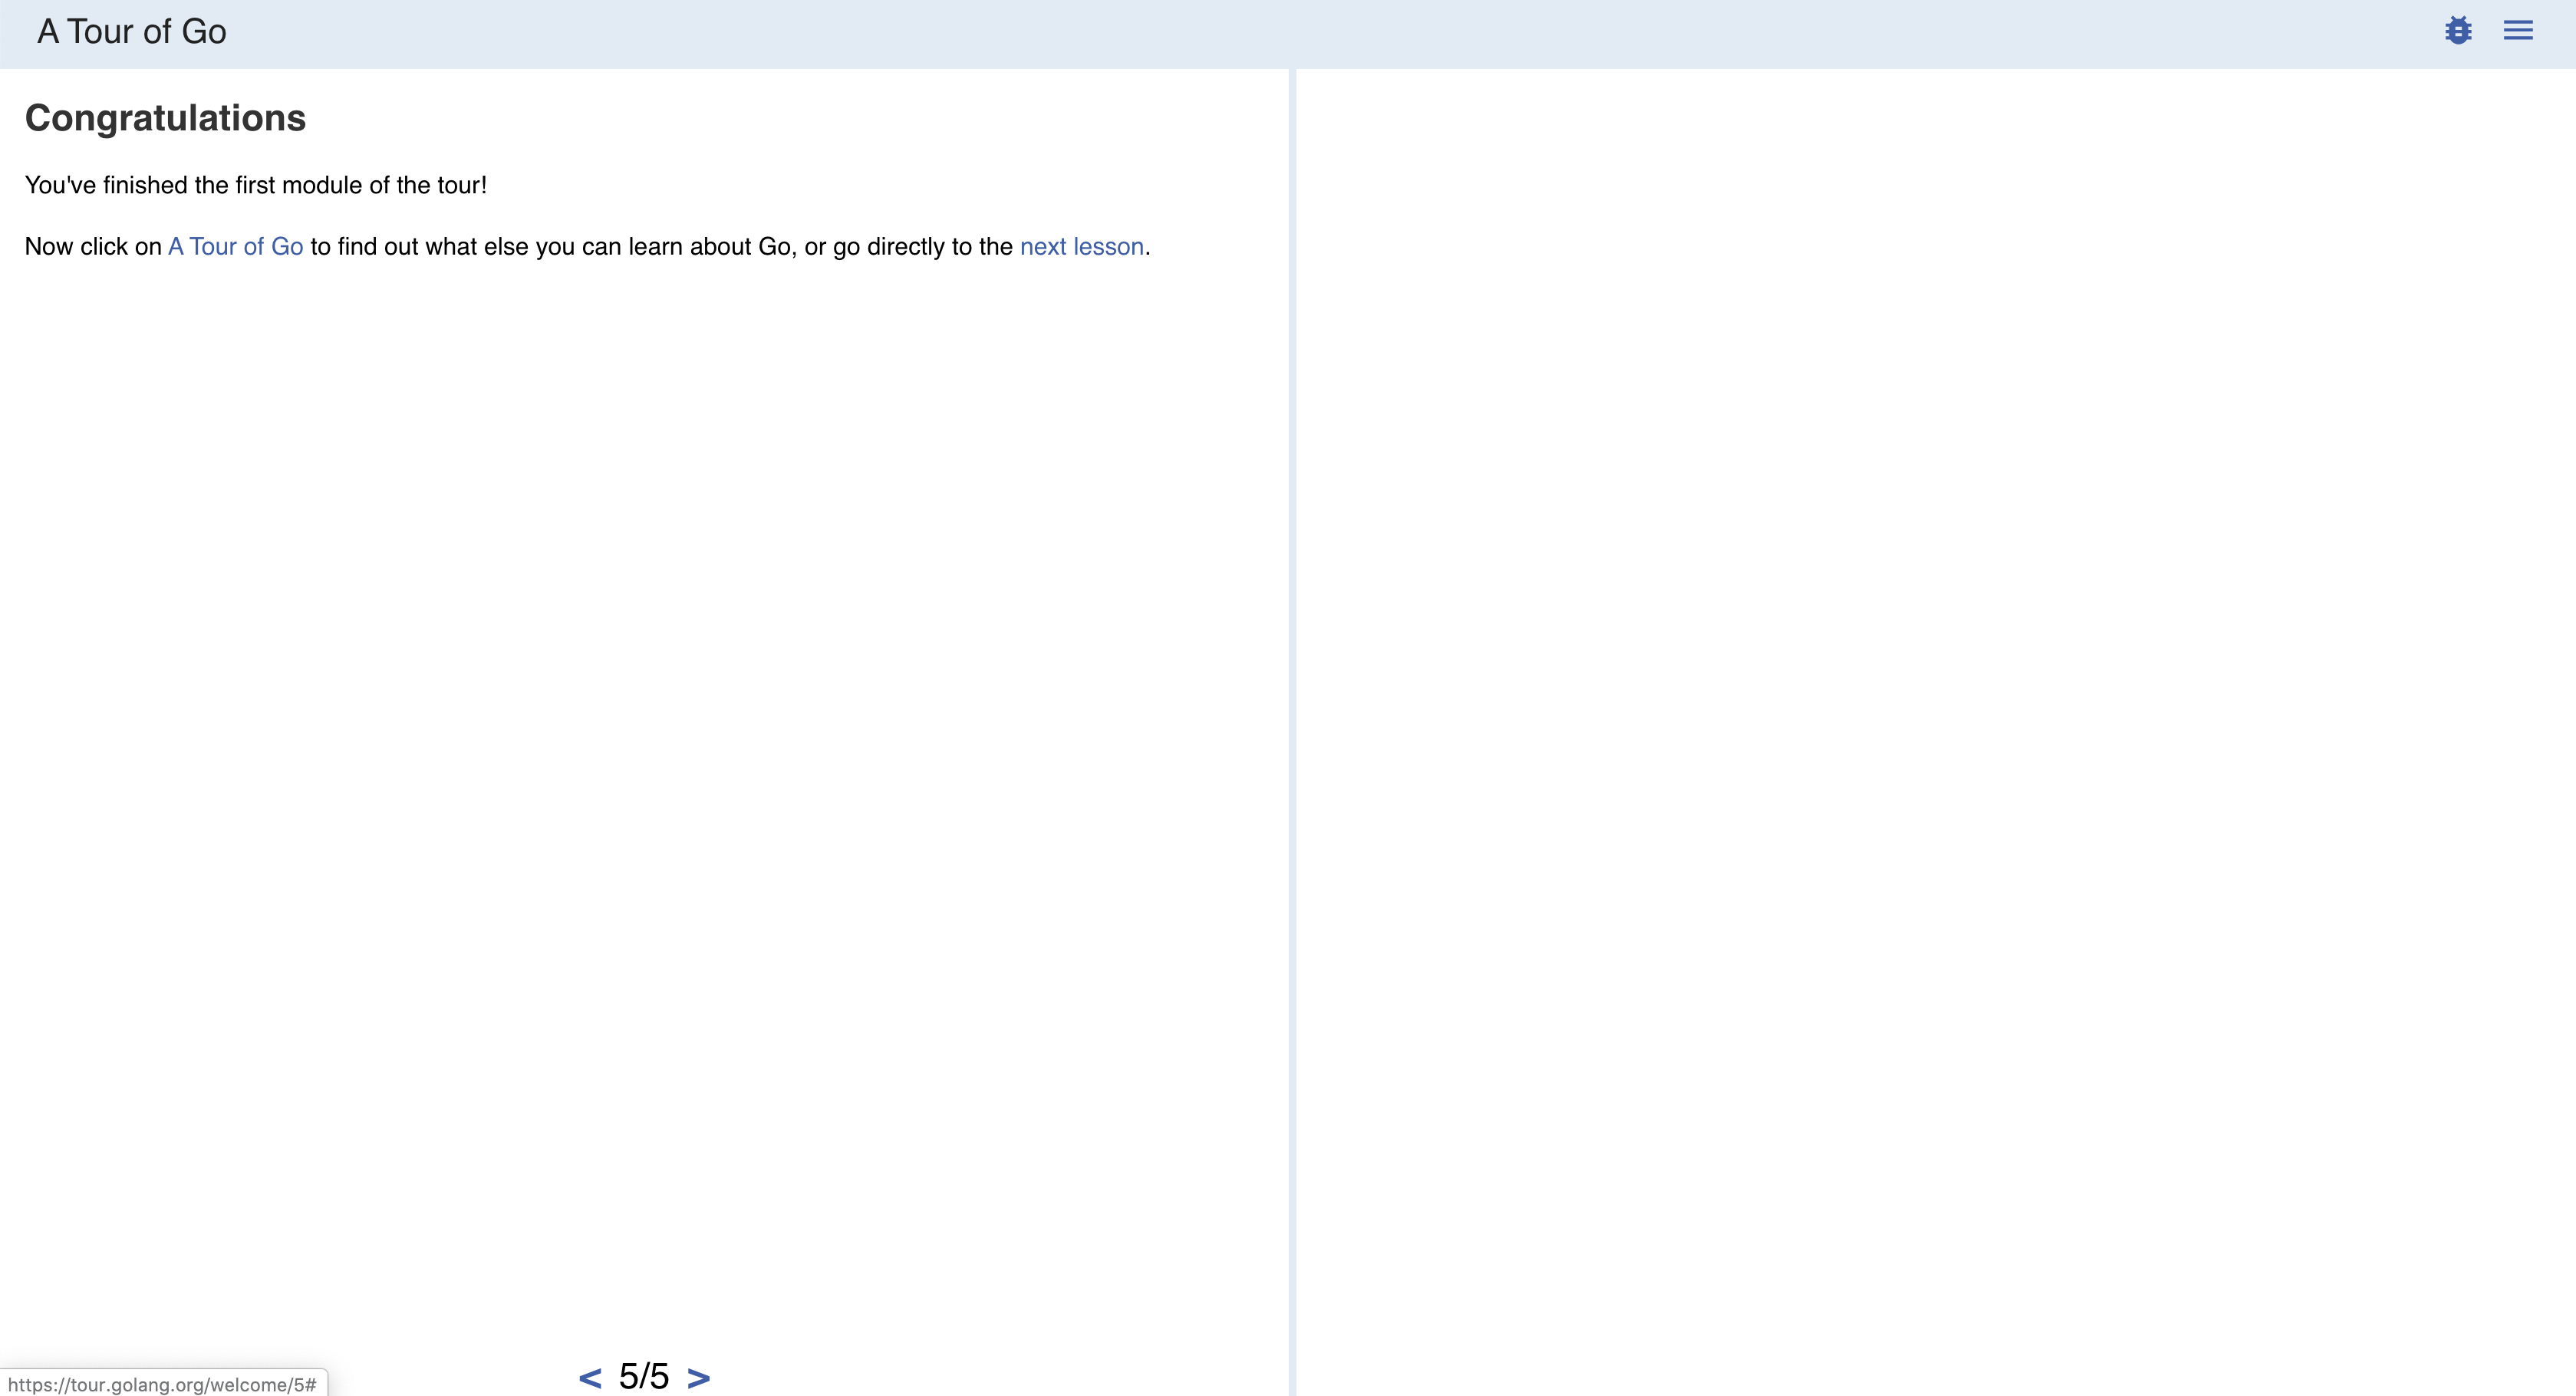 A Tour of Go
Congratulations
You've finished the first module of the tour!
Now click on A Tour of Go to find out what else you can learn about Go, or go directly to the next lesson.
< 5/5 >
https://tour.golang.org/welcome/5#